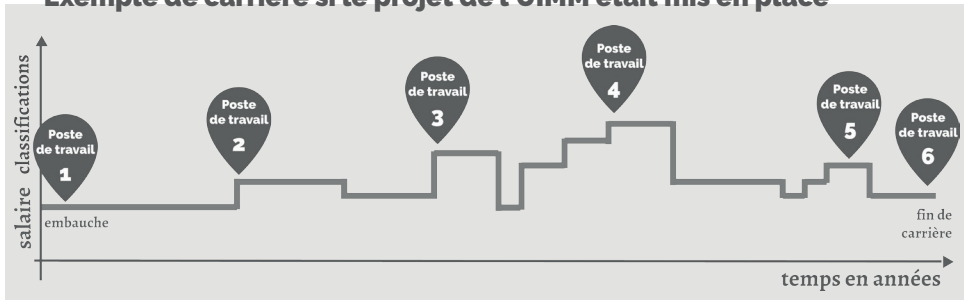 Exemple de carrière si le projet de l'UIMM était mis en place
salaire classifications
Poste
de travail
1
Poste
de travail
2
Poste
de travail
3
Poste
de travail
4
Poste
de travail
5
Poste
de travail
6
embauche
fin de
carrière
temps en années